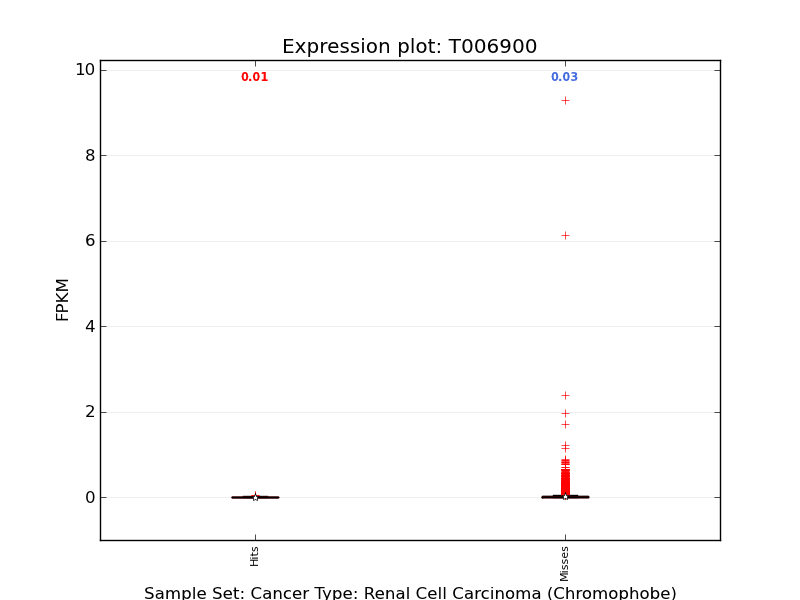 Expression plot: T006900
10
0.01
0.03
8
6
FPKM
4
2
0
Hits
Misses
Sample Set: Cancer Type: Renal Cell Carcinoma (Chromophobe)